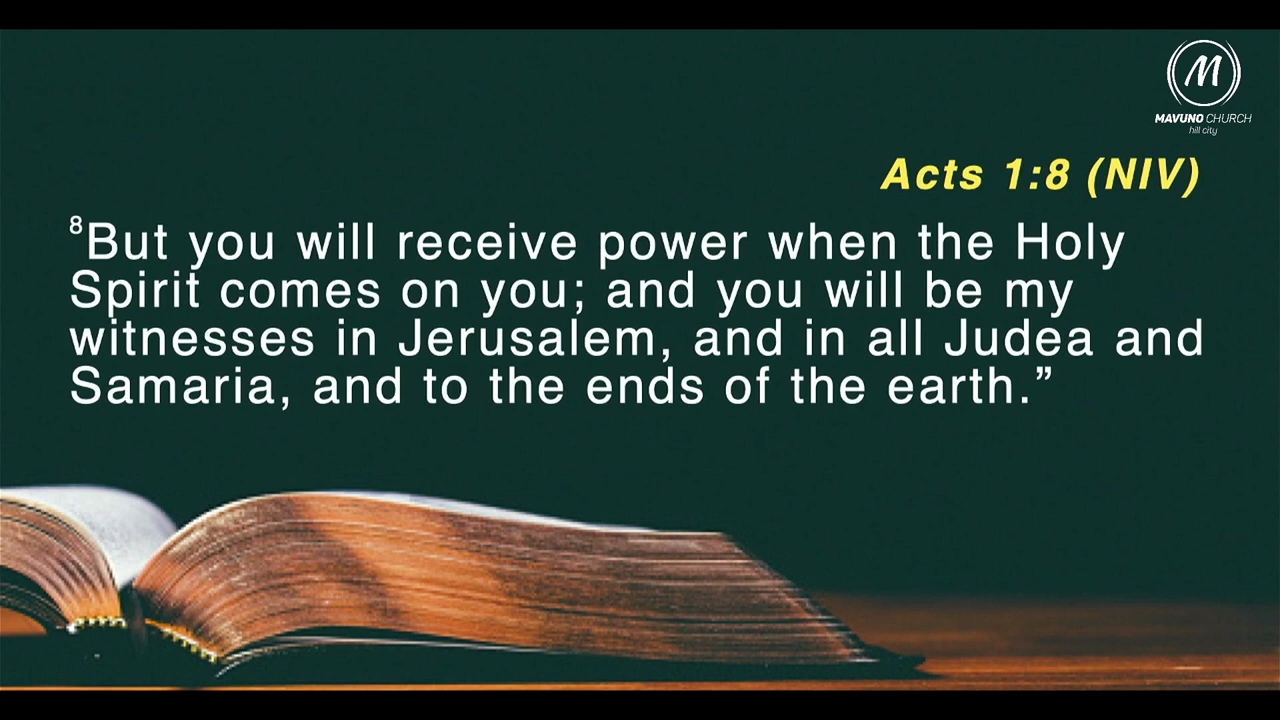 M
MAVUNO CHURCH
hill city
Acts 1:8 (NIV)
8But you will receive power when the Holy
Spirit comes on you; and you will be my
witnesses in Jerusalem, and in all Judea and
Samaria, and to the ends of the earth.”